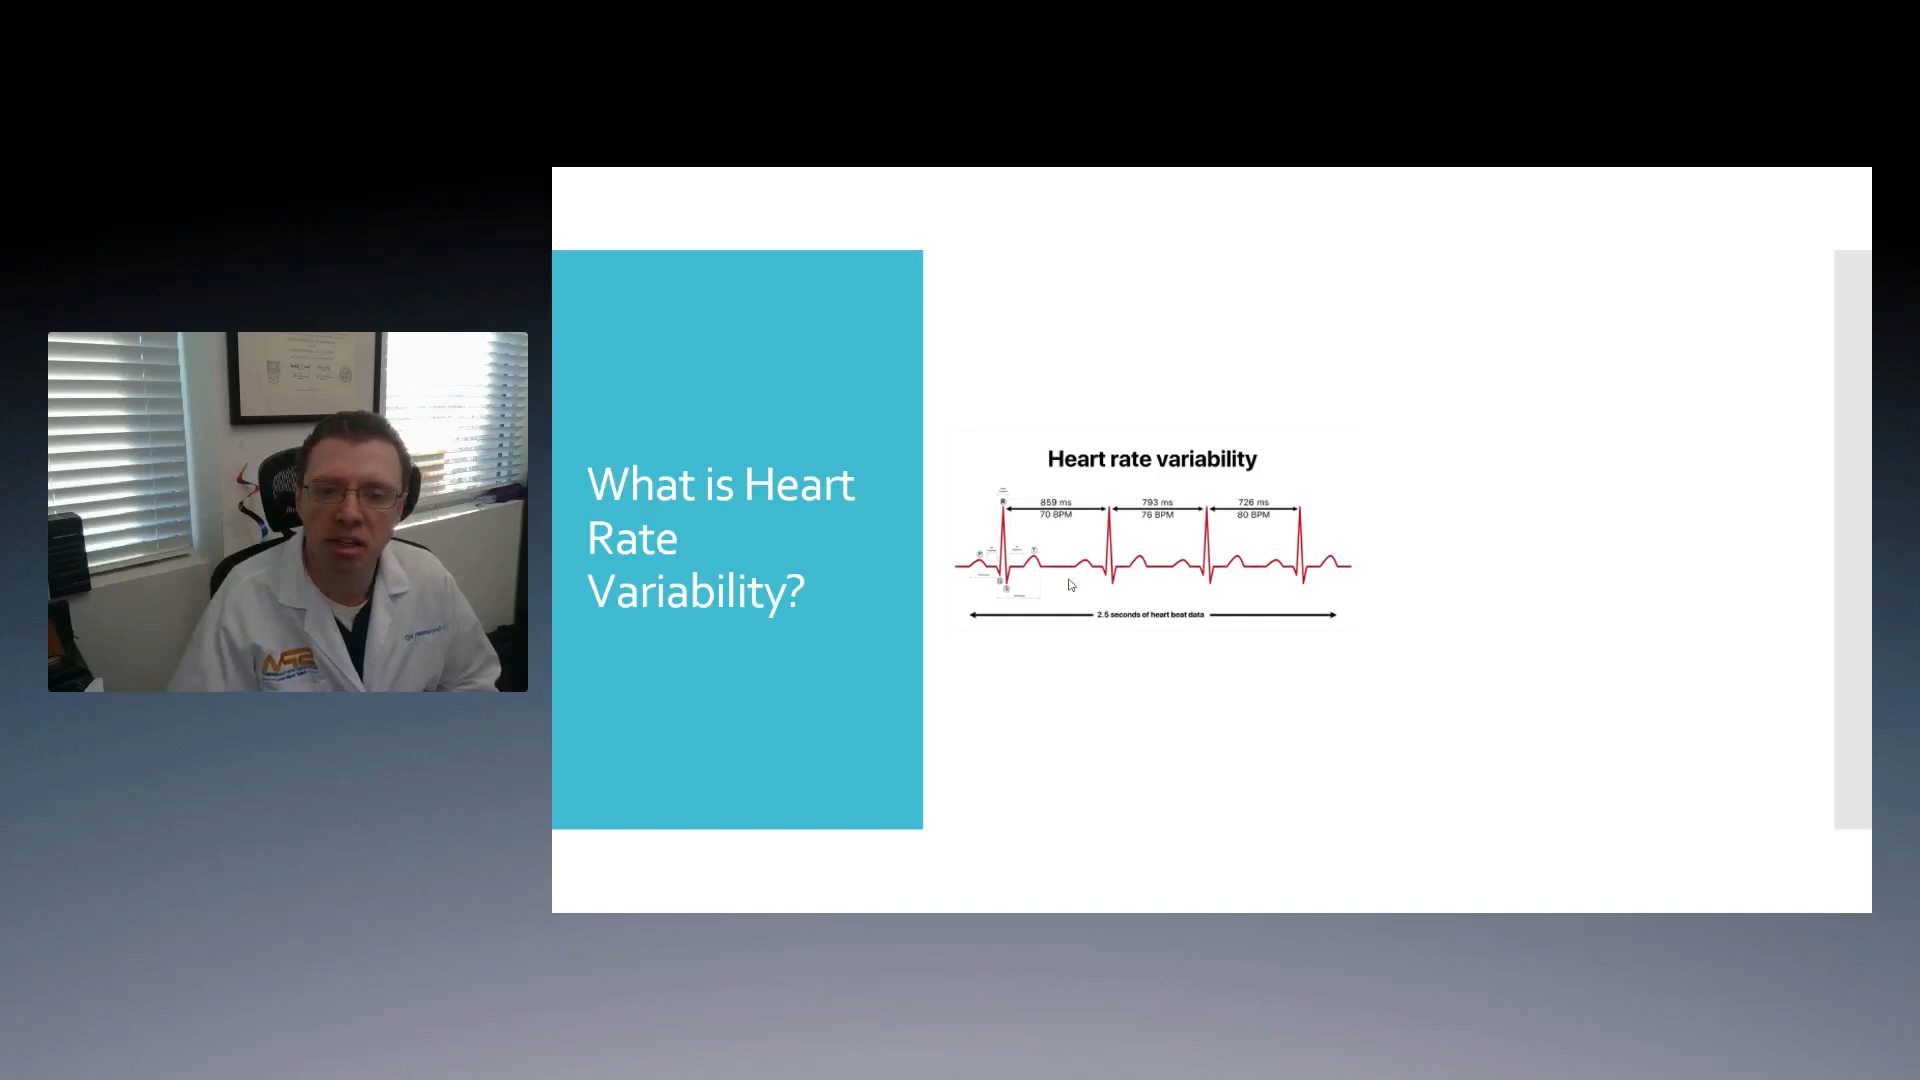 What is Heart
Rate
Variability?
Heart rate variability
859 ms
793 ms
726 ms
70 BPM
76 BPM
80 BPM
R
P
T
Q
S
2.5 seconds of heart beat data